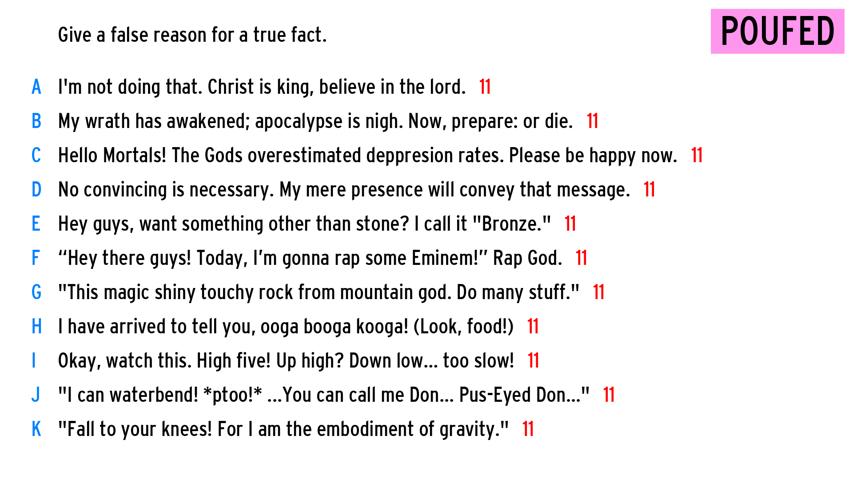 Give a false reason for a true fact.
POUFED
A I'm not doing that. Christ is king, believe in the lord. 11
B My wrath has awakened; apocalypse is nigh. Now, prepare: or die. 11
C Hello Mortals! The Gods overestimated deppresion rates. Please be happy now. 11
D No convincing is necessary. My mere presence will convey that message. 11
E Hey guys, want something other than stone? I call it "Bronze." 11
F “Hey there guys! Today, I’m gonna rap some Eminem!” Rap God. 11
G "This magic shiny touchy rock from mountain god. Do many stuff." 11
H I have arrived to tell you, ooga booga kooga! (Look, food!) 11
I Okay, watch this. High five! Up high? Down low... too slow! 11
J "I can waterbend! *ptoo!* ...You can call me Don... Pus-Eyed Don..." 11
K "Fall to your knees! For I am the embodiment of gravity." 11